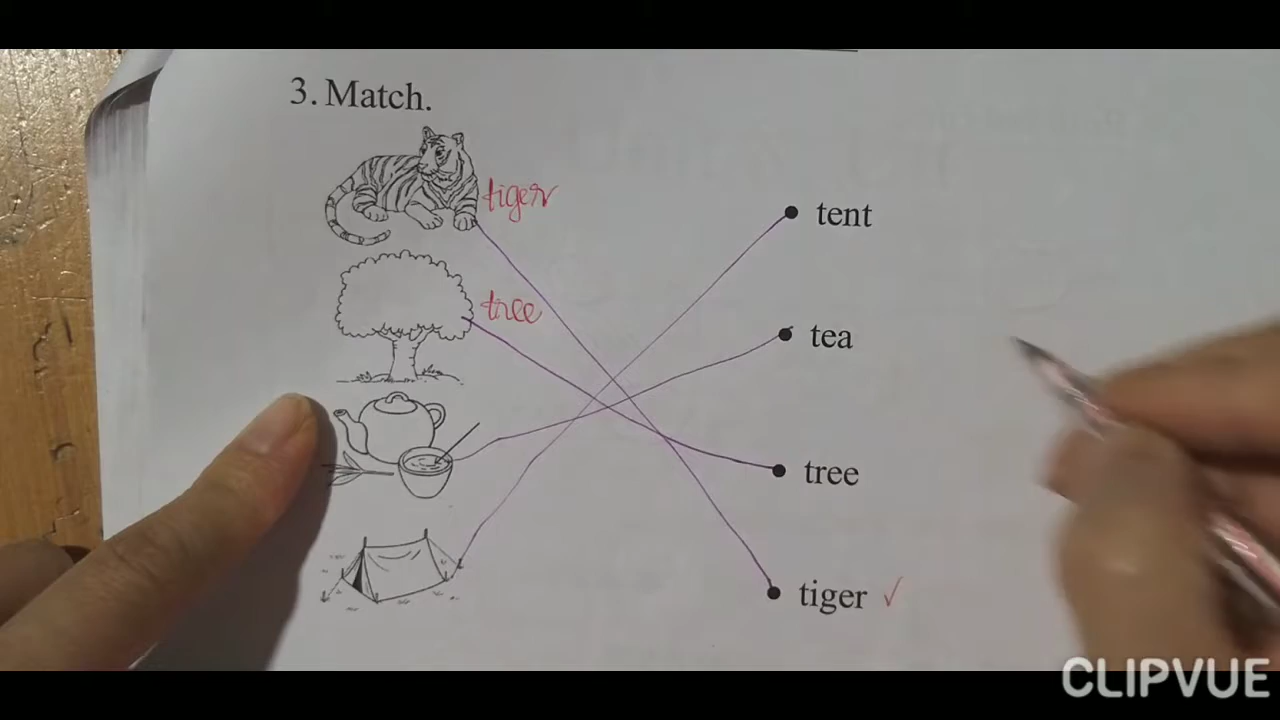 3. Match.
tiger
tent
tree
tea
tree
tiger ✓
CLIPVUE